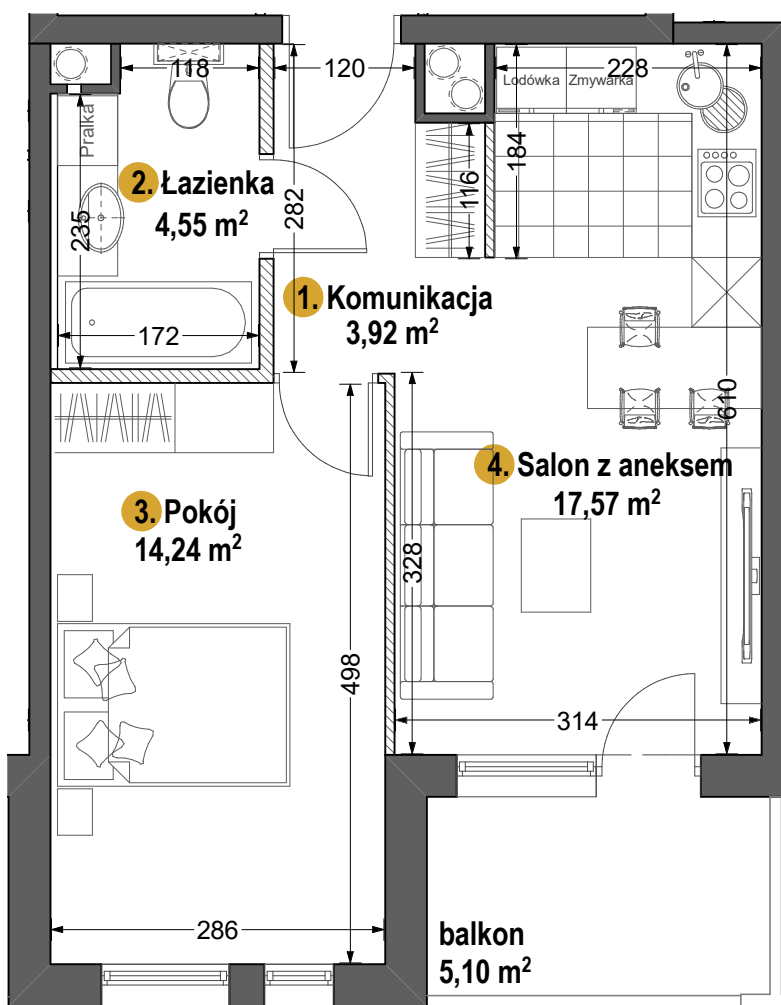 118
120
228
Lodówka
Zmywarka
Pralka
184
116
235
282
2. Łazienka
4,55 m²
1. Komunikacja
3,92 m²
172
610
4. Salon z aneksem
17,57 m²
3. Pokój
14,24 m²
328
498
314
286
balkon
5,10 m²